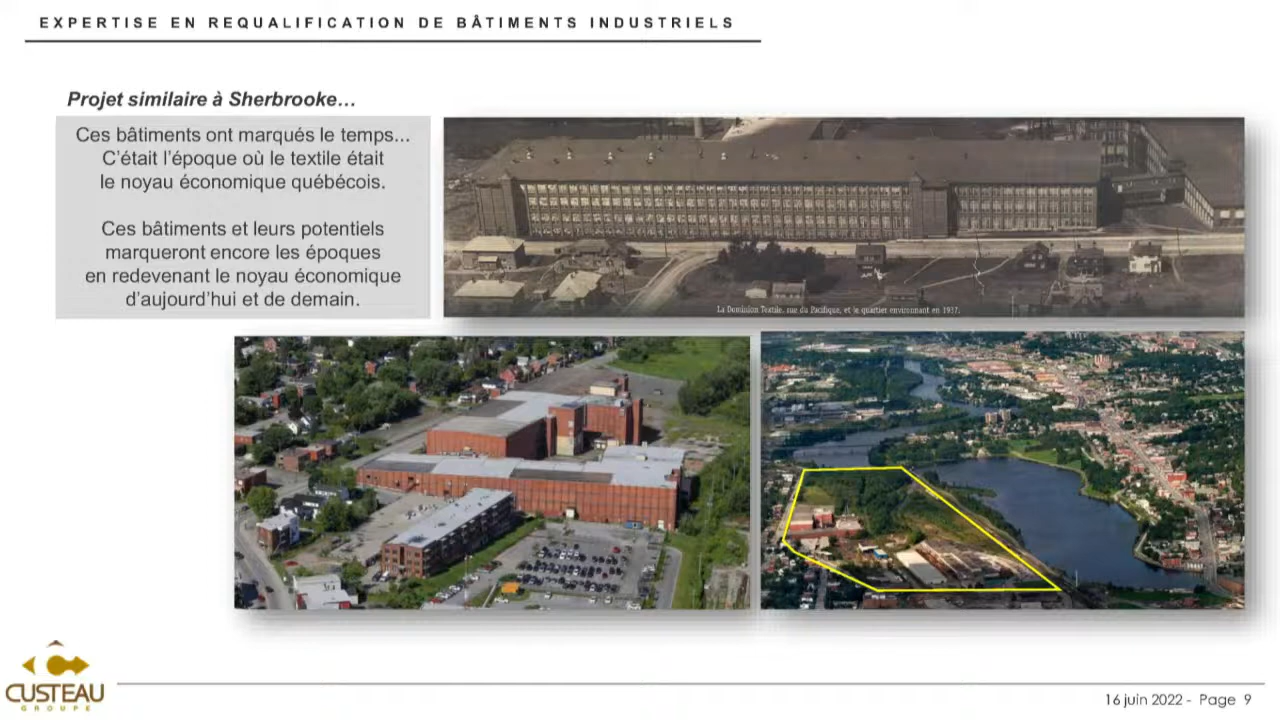 EXPERTISE EN REQUALIFICATION DE BÂTIMENTS INDUSTRIELS
Projet similaire à Sherbrooke…
Ces bâtiments ont marqués le temps...
C'était l'époque où le textile était
le noyau économique québécois.
Ces bâtiments et leurs potentiels
marqueront encore les époques
en redevenant le noyau économique
d'aujourd'hui et de demain.
La Dominion Textile, rue du Pacifique, et le quartier environnant en 1937.
CUSTEAU
GROUPE
16 juin 2022 - Page 9